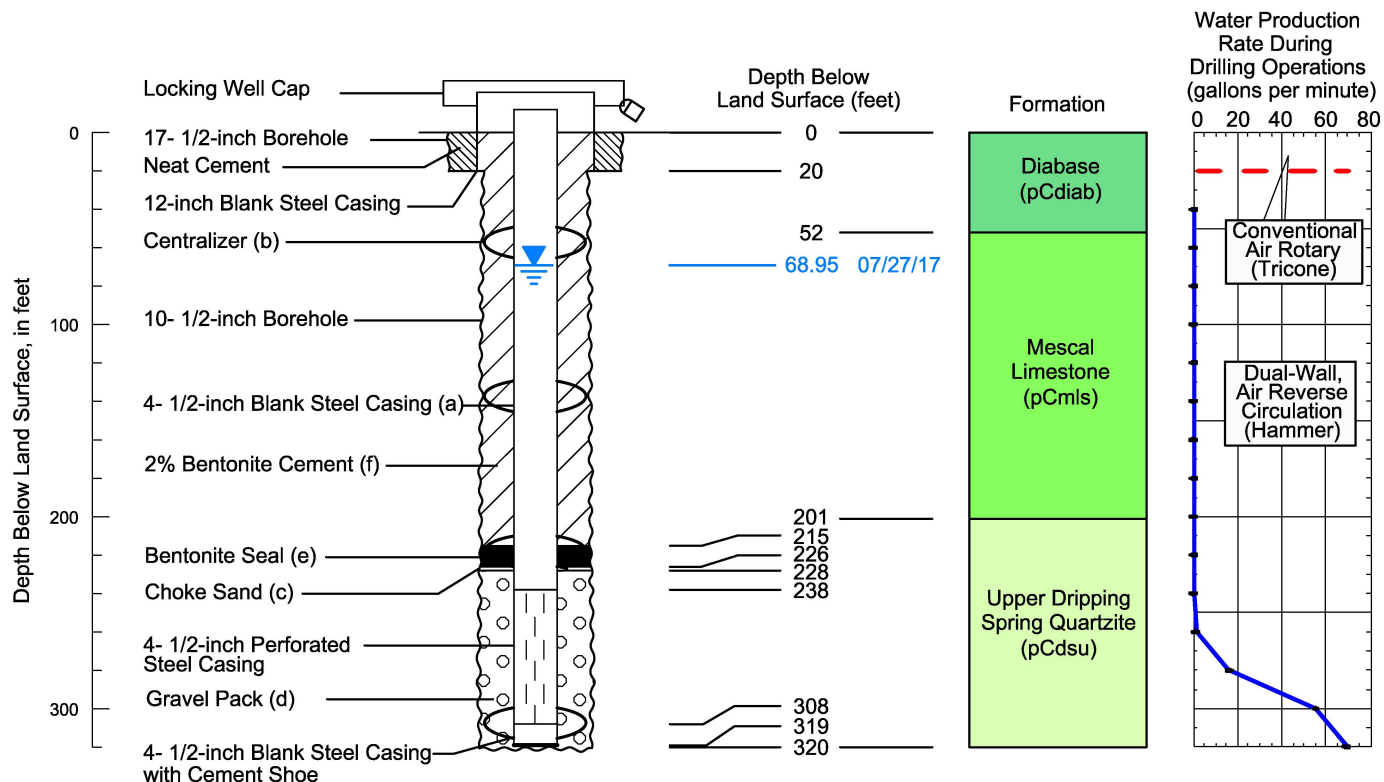 Water Production
Rate During
Drilling Operations
(gallons per minute)
0 20 40 60 80
Depth Below
Land Surface (feet)
Formation
Locking Well Cap
17- 1/2-inch Borehole
Neat Cement
12-inch Blank Steel Casing
Centralizer (b)
10- 1/2-inch Borehole
4- 1/2-inch Blank Steel Casing (a)
2% Bentonite Cement (f)
Bentonite Seal (e)
Choke Sand (c)
4- 1/2-inch Perforated
Steel Casing
Gravel Pack (d)
4- 1/2-inch Blank Steel Casing
with Cement Shoe
Depth Below Land Surface, in feet
0
100
200
300
0
20
52
68.95 07/27/17
201
215
226
228
238
308
319
320
Diabase
(pCdiab)
Mescal
Limestone
(pCmls)
Upper Dripping
Spring Quartzite
(pCdsu)
Conventional
Air Rotary
(Tricone)
Dual-Wall,
Air Reverse
Circulation
(Hammer)